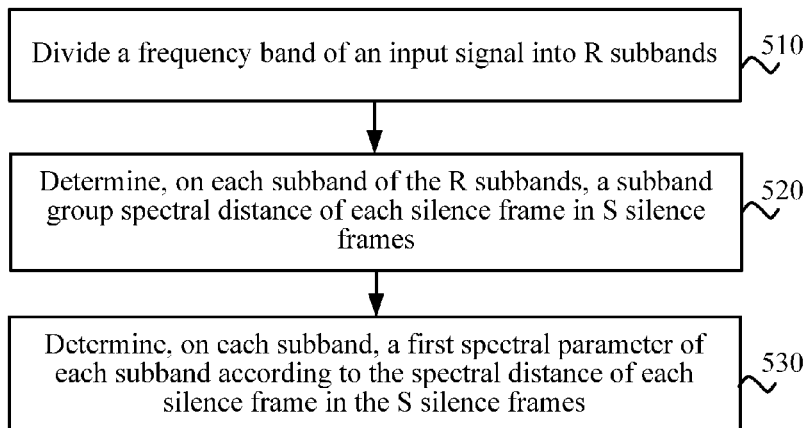 Divide a frequency band of an input signal into R subbands
510
Determine, on each subband of the R subbands, a subband
group spectral distance of each silence frame in S silence
frames
520
Determine, on each subband, a first spectral parameter of
each subband according to the spectral distance of each
silence frame in the S silence frames
530